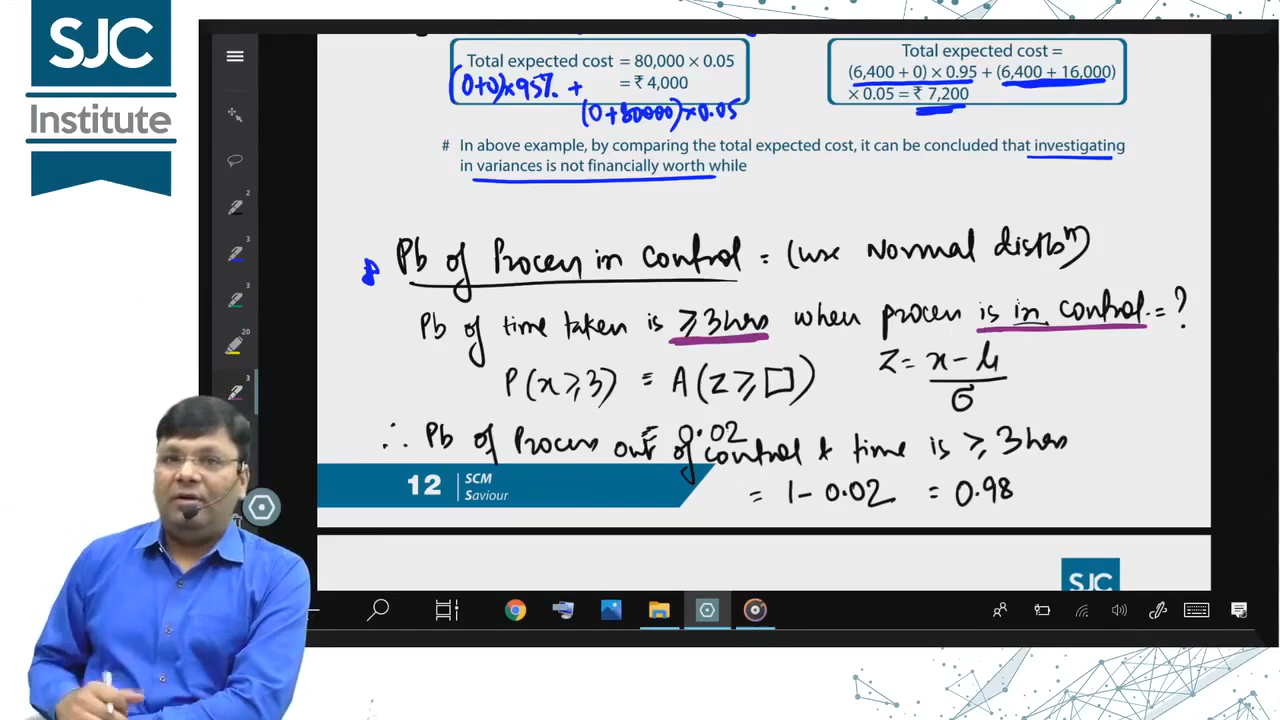 SJC
Institute
Total expected cost = 80,000 × 0.05
= ₹ 4,000
(0+0)×95% +
(0+80000)×0.05
Total expected cost =
(6,400 + 0) × 0.95 + (6,400 + 16,000)
× 0.05 = ₹ 7,200
# In above example, by comparing the total expected cost, it can be concluded that investigating
in variances is not financially worth while
Pb of Process in control = (use Normal distbⁿ)
Pb of time taken is ≥ 3 hrs when process is in control = ?
P(x ≥ 3) = A(Z ≥ □)
Z = x - μ
σ
= 0.02
∴ Pb of Process out of control & time is ≥ 3 hrs
= 1 - 0.02 = 0.98
12
SCM
Saviour
SJC